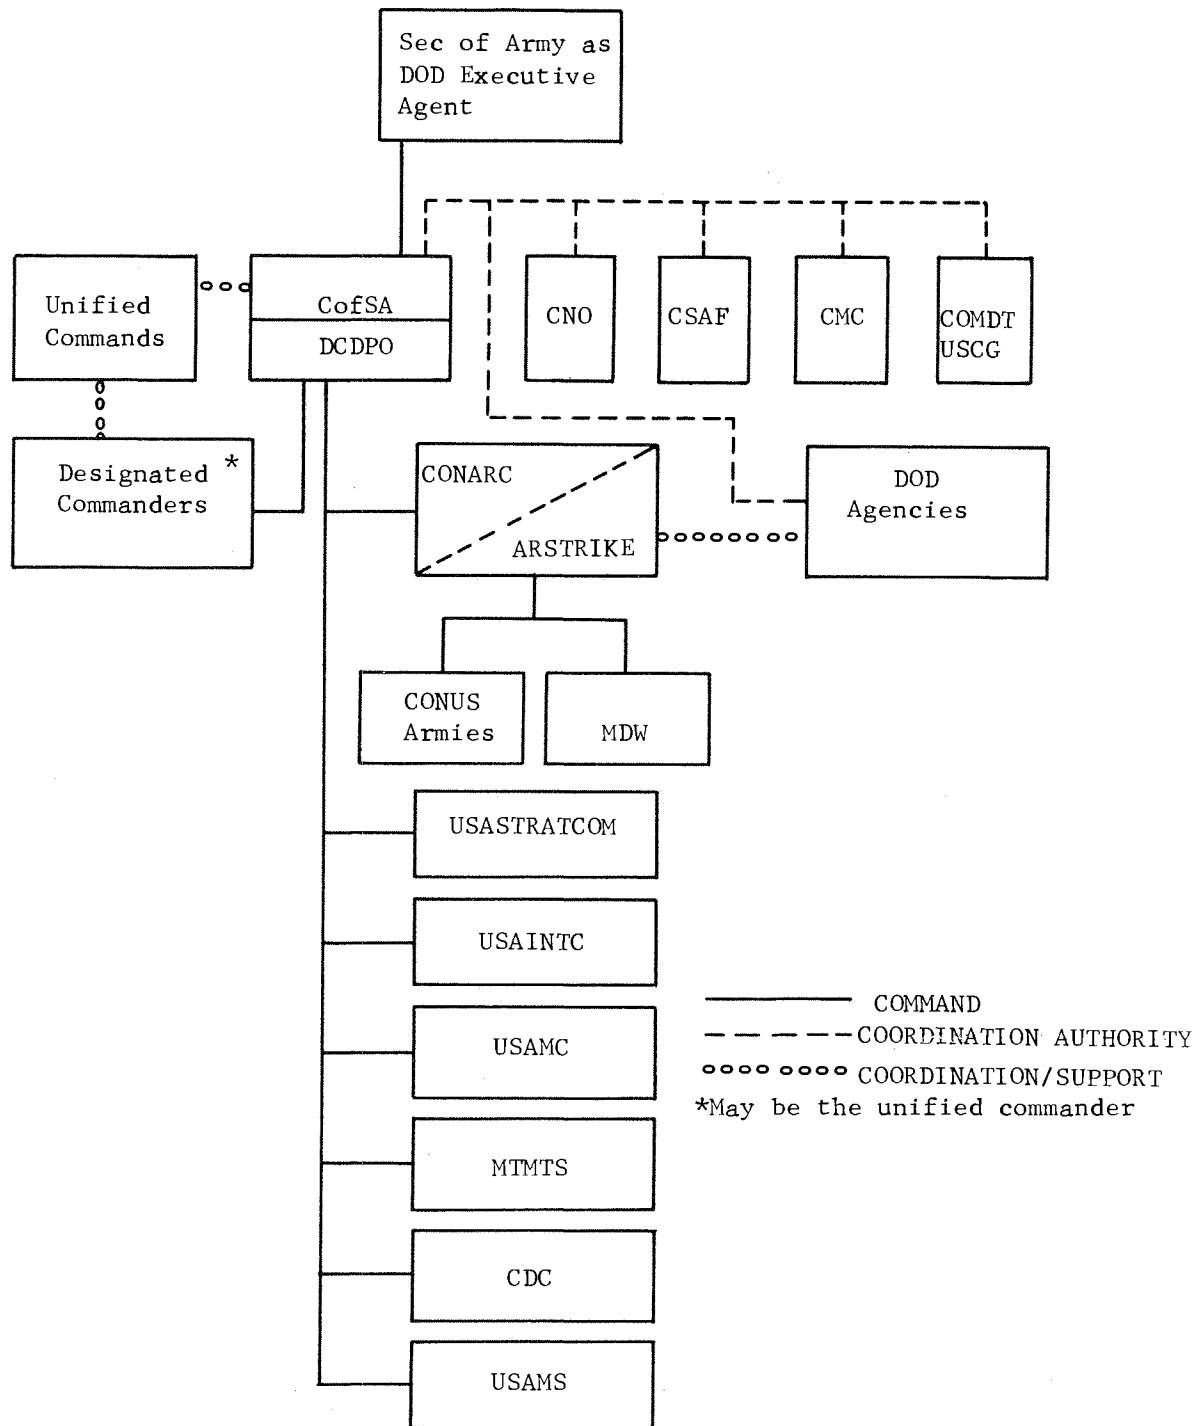 Sec of Army as
DOD Executive
Agent
Unified
Commands
CofSA
DCDPO
CNO
CSAF
CMC
COMDT
USCG
Designated *
Commanders
CONARC
ARSTRIKE
DOD
Agencies
CONUS
Armies
MDW
USASTRATCOM
USAINTC
USAMC
MTMTS
CDC
USAMS
COMMAND
COORDINATION AUTHORITY
COORDINATION/SUPPORT
*May be the unified commander